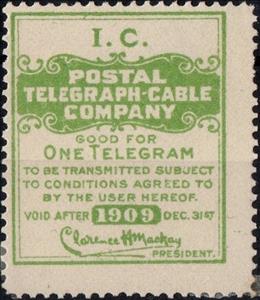 I. C.
POSTAL
TELEGRAPH-CABLE
COMPANY
GOOD FOR
ONE TELEGRAM
TO BE TRANSMITTED SUBJECT
TO CONDITIONS AGREED TO
BY THE USER HEREOF.
VOID AFTER 1909 DEC. 31ST
Clarence H Mackay
PRESIDENT.